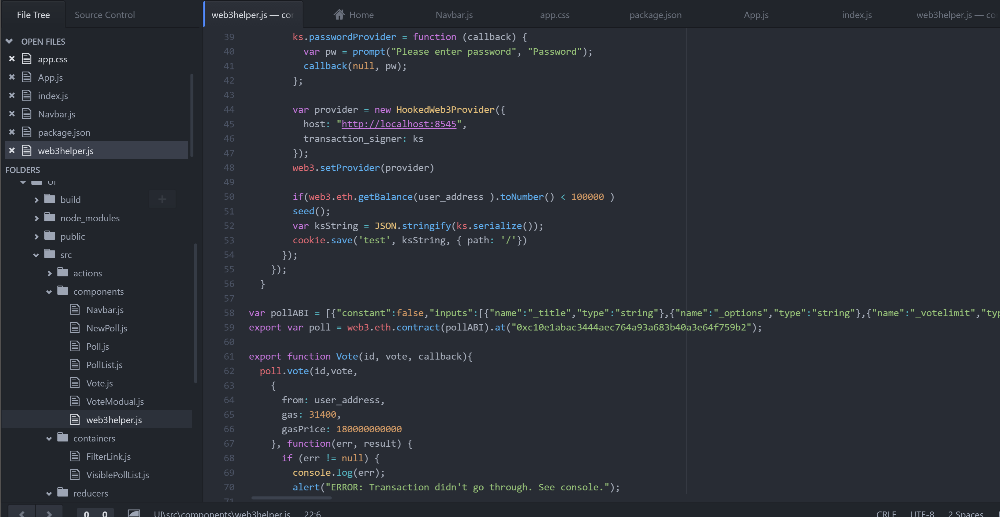 File Tree
Source Control
web3helper.js — co
Home
Navbar.js
app.css
package.json
App.js
index.js
web3helper.js — co
OPEN FILES
app.css
App.js
index.js
Navbar.js
package.json
web3helper.js
FOLDERS
UI
build
node_modules
public
src
actions
components
Navbar.js
NewPoll.js
Poll.js
PollList.js
Vote.js
VoteModual.js
web3helper.js
containers
FilterLink.js
VisiblePollList.js
reducers
39 ks.passwordProvider = function (callback) {
40 var pw = prompt("Please enter password", "Password");
41 callback(null, pw);
42 };
43
44 var provider = new HookedWeb3Provider({
45 host: "http://localhost:8545",
46 transaction_signer: ks
47 });
48 web3.setProvider(provider)
49
50 if(web3.eth.getBalance(user_address ).toNumber() < 100000 )
51 seed();
52 var ksString = JSON.stringify(ks.serialize());
53 cookie.save('test', ksString, { path: '/'})
54 });
55 });
56 }
57
58 var pollABI = [{"constant":false,"inputs":[{"name":"_title","type":"string"},{"name":"_options","type":"string"},{"name":"_votelimit","typ
59 export var poll = web3.eth.contract(pollABI).at("0xc10e1abac3444aec764a93a683b40a3e64f759b2");
60
61 export function Vote(id, vote, callback){
62 poll.vote(id,vote,
63 {
64 from: user_address,
65 gas: 31400,
66 gasPrice: 180000000000
67 }, function(err, result) {
68 if (err != null) {
69 console.log(err);
70 alert("ERROR: Transaction didn't go through. See console.");
71
0 0
UI\src\components\web3helper.js 22:6
CRLF UTF-8 2 Spaces